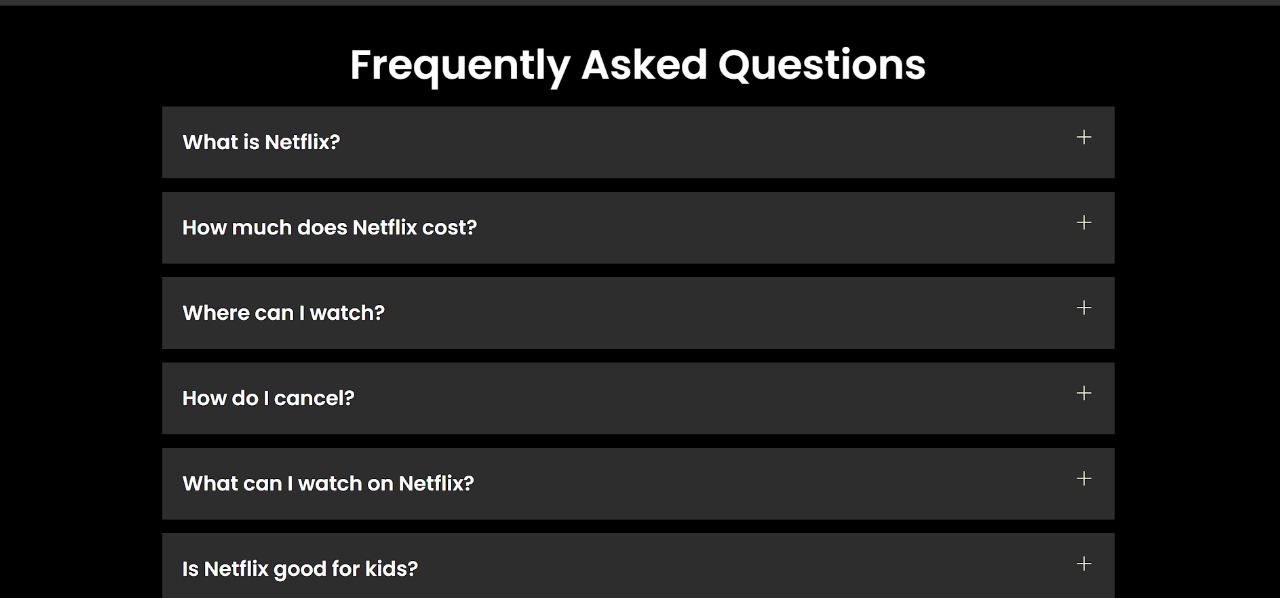 Frequently Asked Questions
What is Netflix?
How much does Netflix cost?
Where can I watch?
How do I cancel?
What can I watch on Netflix?
Is Netflix good for kids?